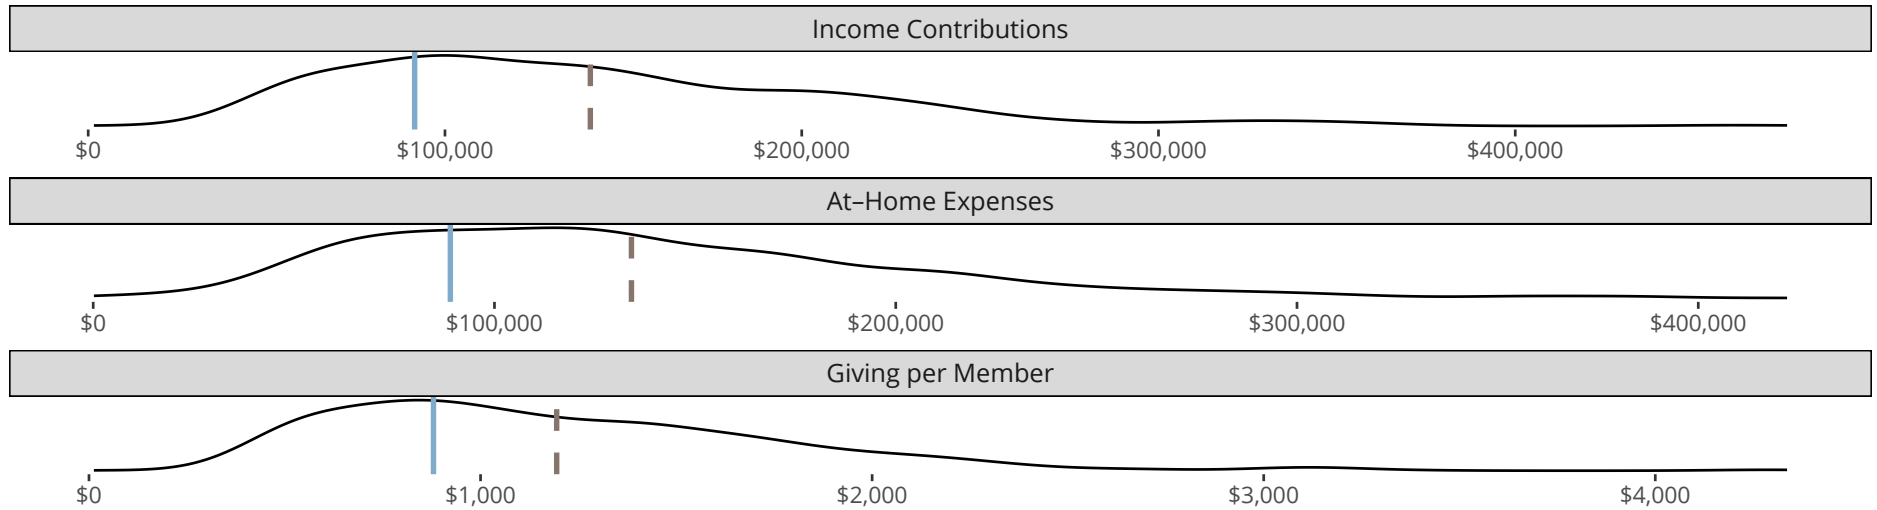 Income Contributions
$0 $100,000 $200,000 $300,000 $400,000
At–Home Expenses
$0 $100,000 $200,000 $300,000 $400,000
Giving per Member
$0 $1,000 $2,000 $3,000 $4,000